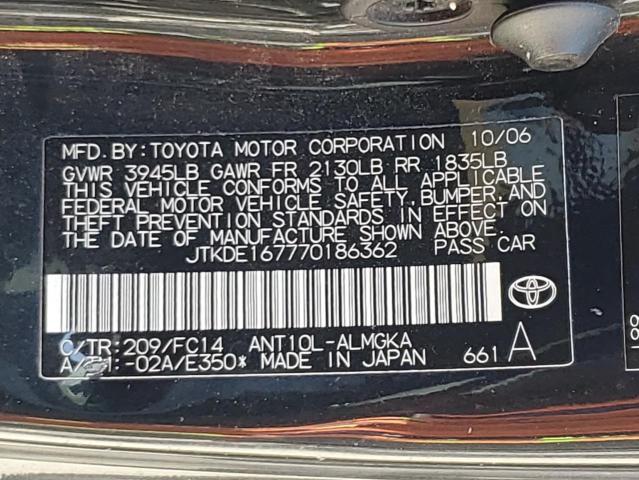 MFD.BY:TOYOTA MOTOR CORPORATION 10/06
GVWR 3945LB GAWR FR 2130LB RR 1835LB
THIS VEHICLE CONFORMS TO ALL APPLICABLE
FEDERAL MOTOR VEHICLE SAFETY,BUMPER,AND
THEFT PREVENTION STANDARDS IN EFFECT ON
THE DATE OF MANUFACTURE SHOWN ABOVE.
JTKDE167770186362 PASS CAR
C/TR:209/FC14 ANT10L-ALMGKA
A/TM:-02A/E350* MADE IN JAPAN 661 A